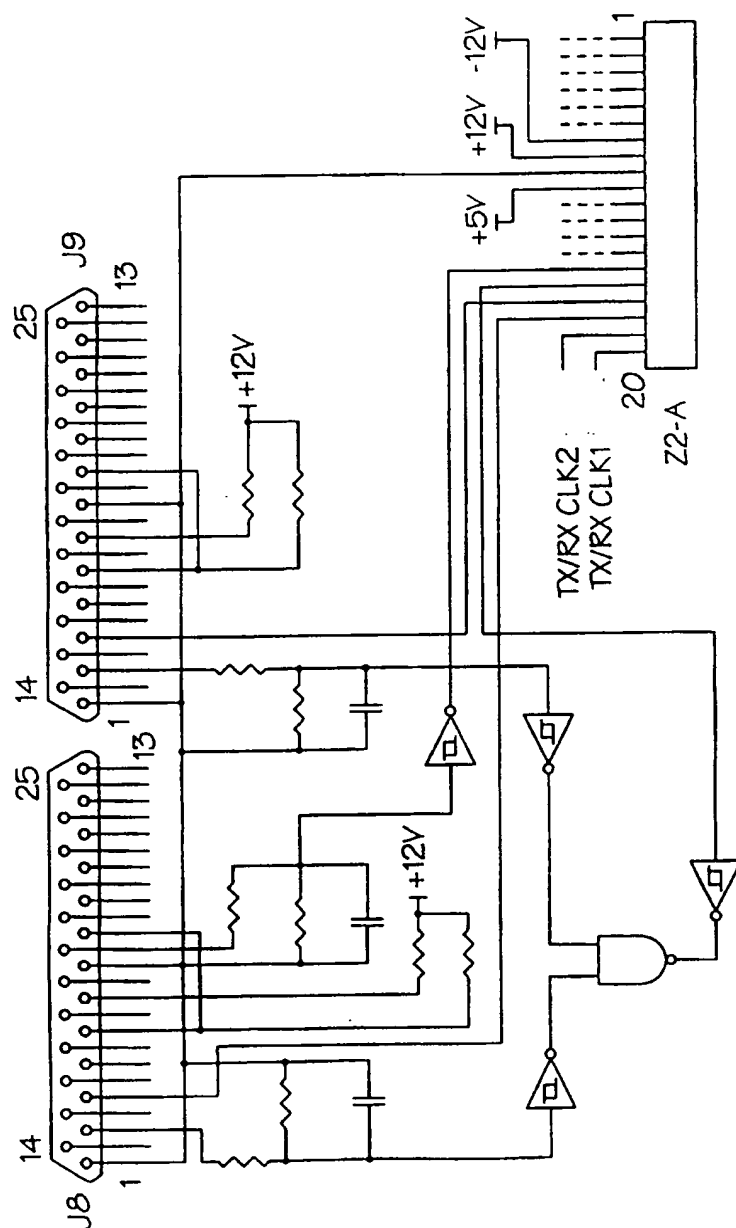 J8
14
25
1
13
J9
14
25
1
13
+12V
+12V
+5V
+12V
-12V
TX/RX CLK2
TX/RX CLK1
20
1
Z2-A